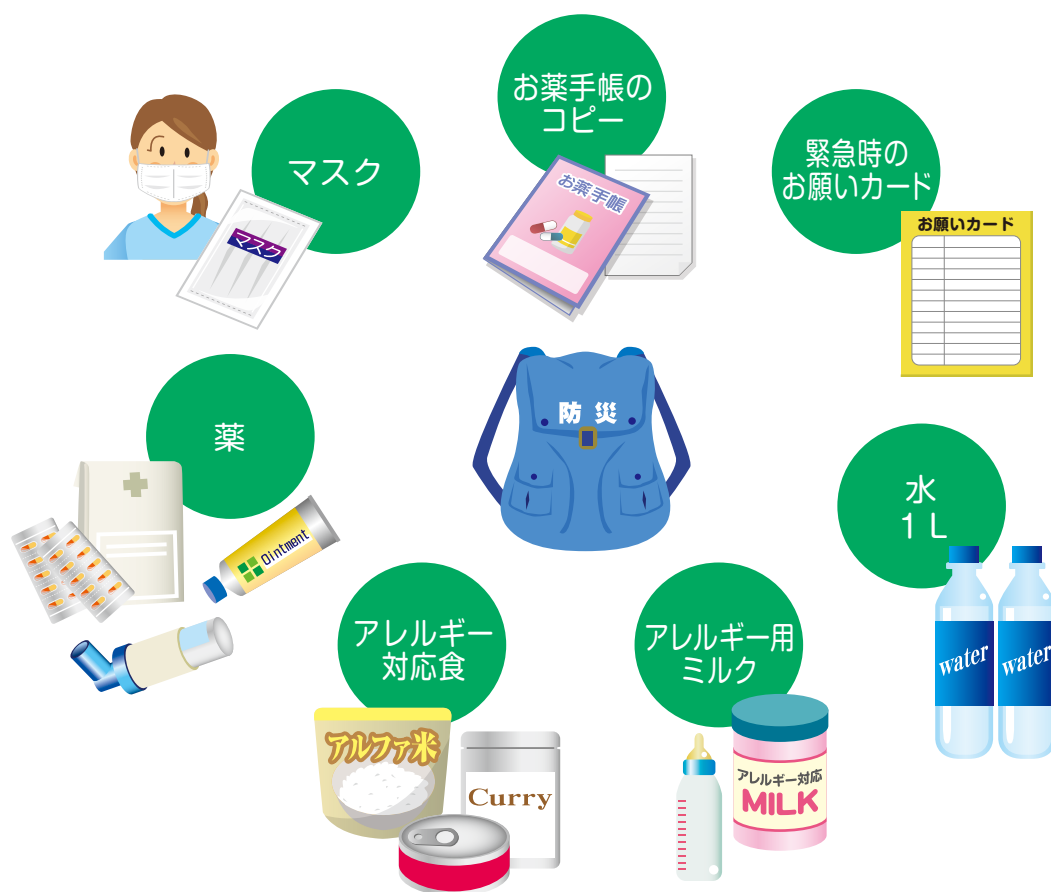 お薬手帳の
コピー
マスク
緊急時の
お願いカード
お薬手帳
マスク
お願いカード
防災
薬
水
1L
Ointment
アレルギー
対応食
アレルギー用
ミルク
water
water
アルファ米
Curry
アレルギー対応
MILK